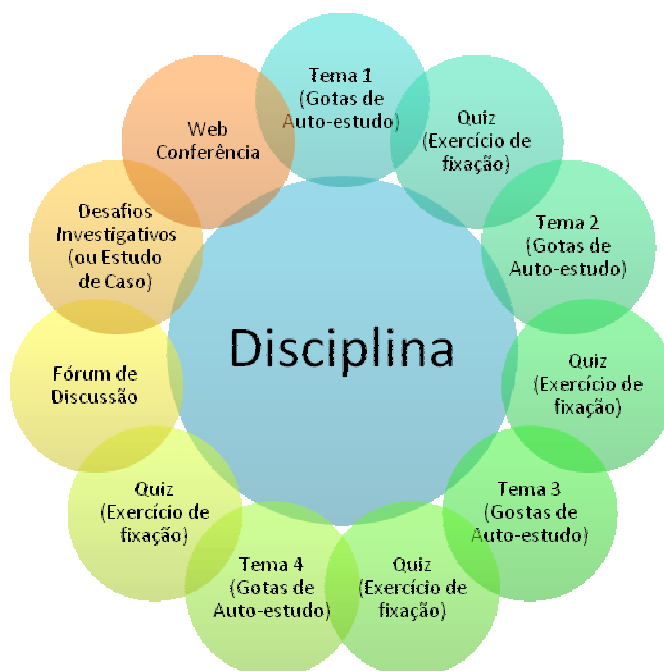 Tema 1
(Gotas de
Auto-estudo)
Quiz
(Exercício de
fixação)
Tema 2
(Gotas de
Auto-estudo)
Quiz
(Exercício de
fixação)
Tema 3
(Gostas de
Auto-estudo)
Quiz
(Exercício de
fixação)
Tema 4
(Gotas de
Auto-estudo)
Quiz
(Exercício de
fixação)
Fórum de
Discussão
Desafios
Investigativos
(ou Estudo
de Caso)
Web
Conferência
Disciplina